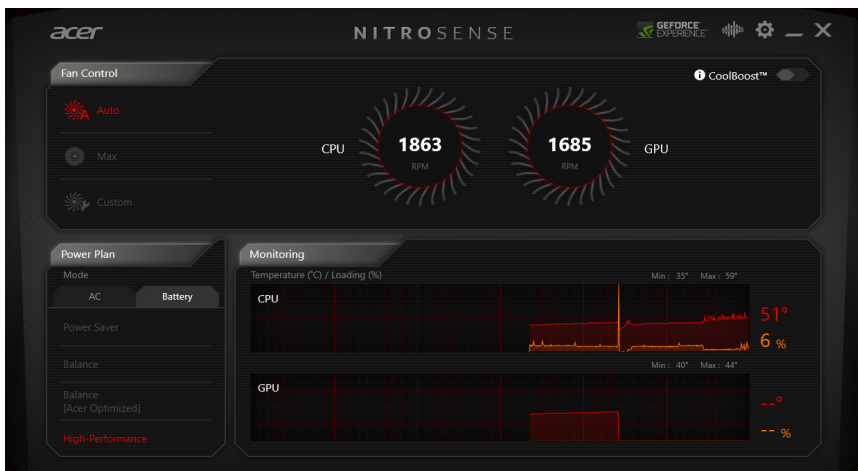 acer
NITROSENSE
GEFORCE EXPERIENCE
Fan Control
CoolBoost™
Auto
Max
Custom
CPU
1863
RPM
1685
RPM
GPU
Power Plan
Mode
AC Battery
Power Saver
Balance
Balance
[Acer Optimized]
High-Performance
Monitoring
Temperature (°C) / Loading (%)
Min : 35° Max : 59°
CPU
51°
6 %
Min : 40° Max : 44°
GPU
--°
-- %